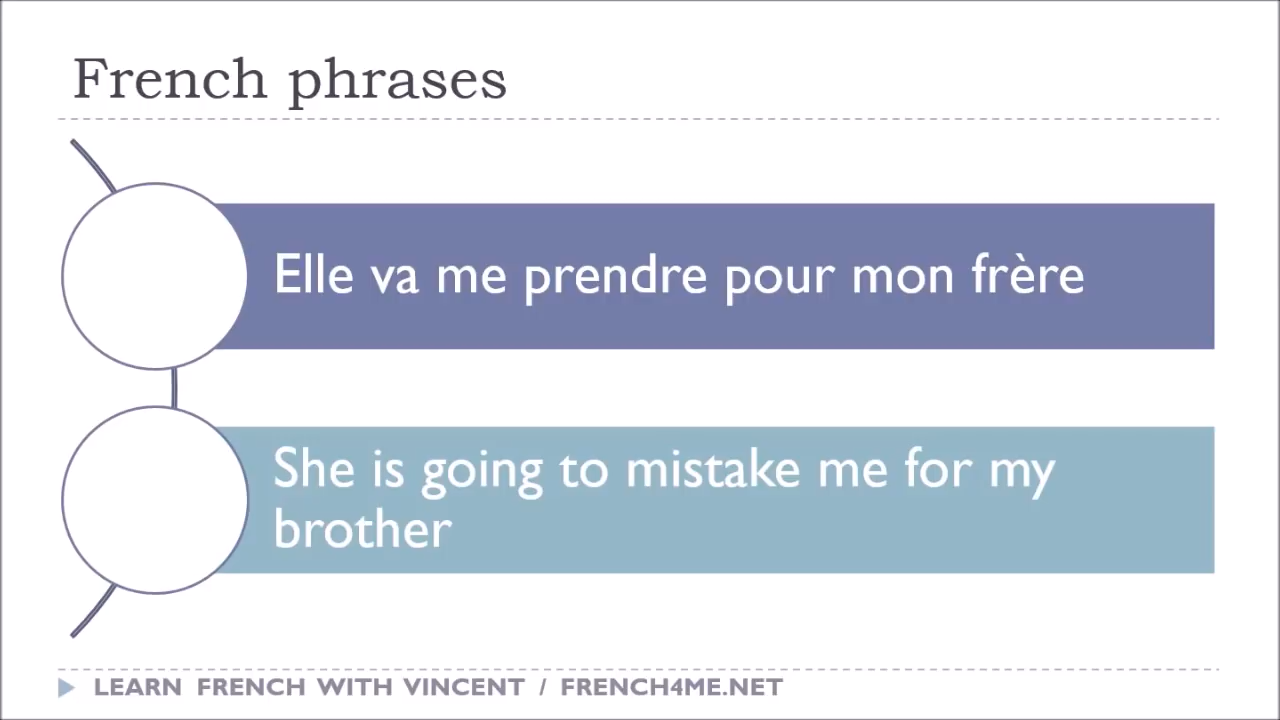 French phrases
Elle va me prendre pour mon frère
She is going to mistake me for my
brother
LEARN FRENCH WITH VINCENT / FRENCH4ME.NET